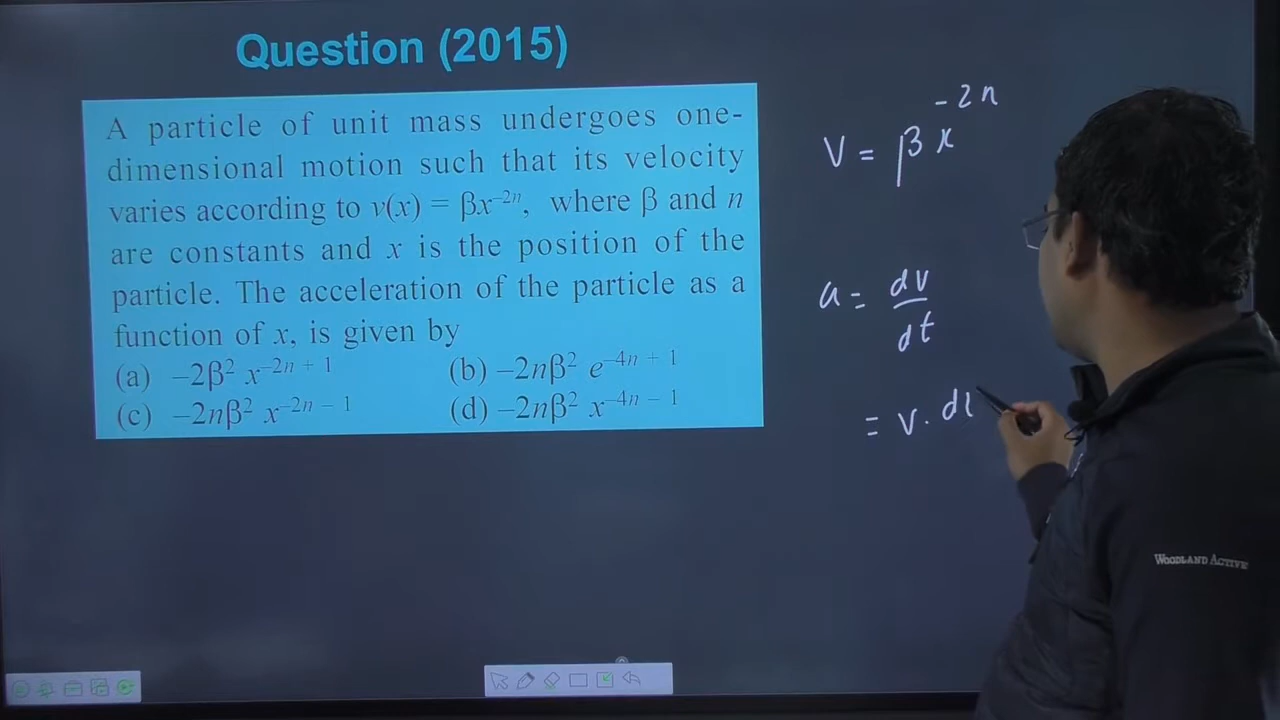 Question (2015)
A particle of unit mass undergoes one-
dimensional motion such that its velocity
varies according to v(x) = βx⁻²ⁿ, where β and n
are constants and x is the position of the
particle. The acceleration of the particle as a
function of x, is given by
(a) −2β² x⁻²ⁿ ⁺ ¹ (b) −2nβ² e⁻⁴ⁿ ⁺ ¹
(c) −2nβ² x⁻²ⁿ ⁻ ¹ (d) −2nβ² x⁻⁴ⁿ ⁻ ¹
V = β x⁻²ⁿ
a = dv/dt
= v. d
WOODLAND ACTIVE